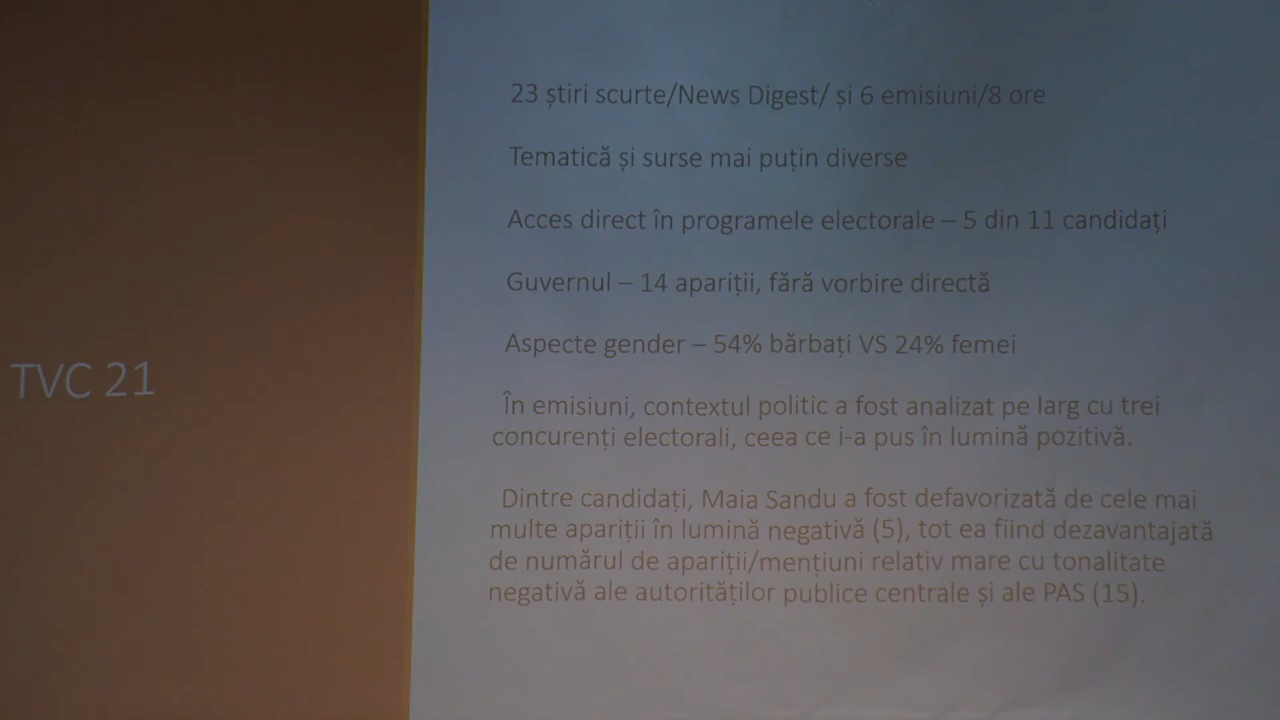 TVC 21
23 știri scurte/News Digest/ și 6 emisiuni/8 ore
Tematică și surse mai puțin diverse
Acces direct în programele electorale – 5 din 11 candidați
Guvernul – 14 apariții, fără vorbire directă
Aspecte gender – 54% bărbați VS 24% femei
În emisiuni, contextul politic a fost analizat pe larg cu trei
concurenți electorali, ceea ce i-a pus în lumină pozitivă.
Dintre candidați, Maia Sandu a fost defavorizată de cele mai
multe apariții în lumină negativă (5), tot ea fiind dezavantajată
de numărul de apariții/mențiuni relativ mare cu tonalitate
negativă ale autorităților publice centrale și ale PAS (15).